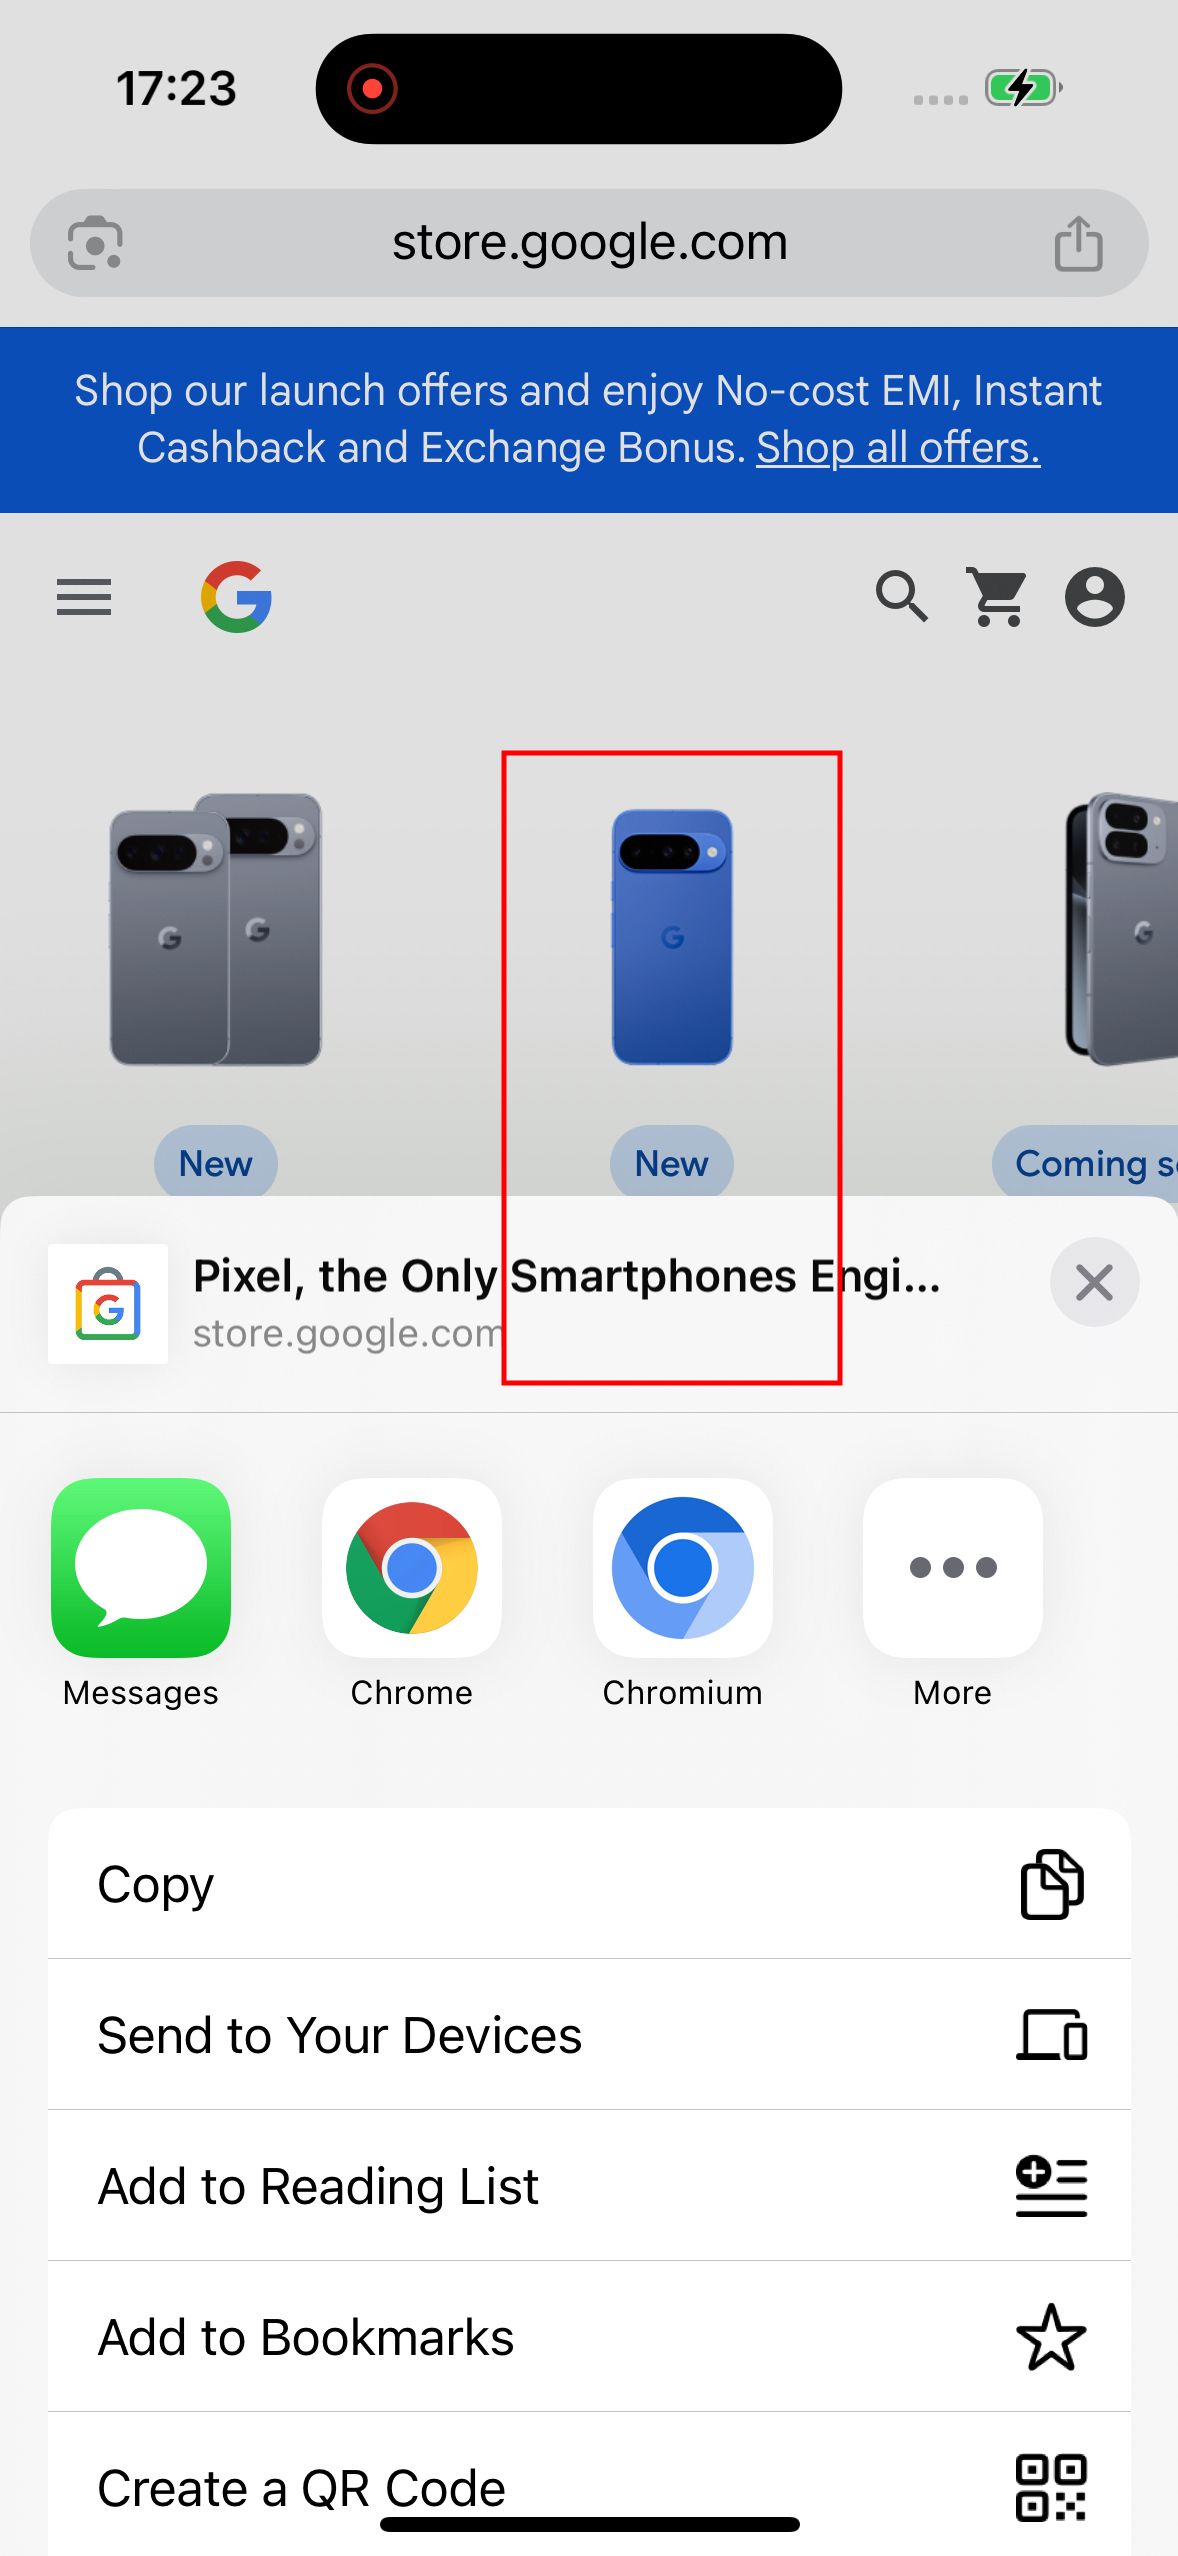 17:23
store.google.com
Shop our launch offers and enjoy No-cost EMI, Instant
Cashback and Exchange Bonus. Shop all offers.
New
New
Coming s
Pixel, the Only Smartphones Engi...
store.google.com
Messages
Chrome
Chromium
More
Copy
Send to Your Devices
Add to Reading List
Add to Bookmarks
Create a QR Code